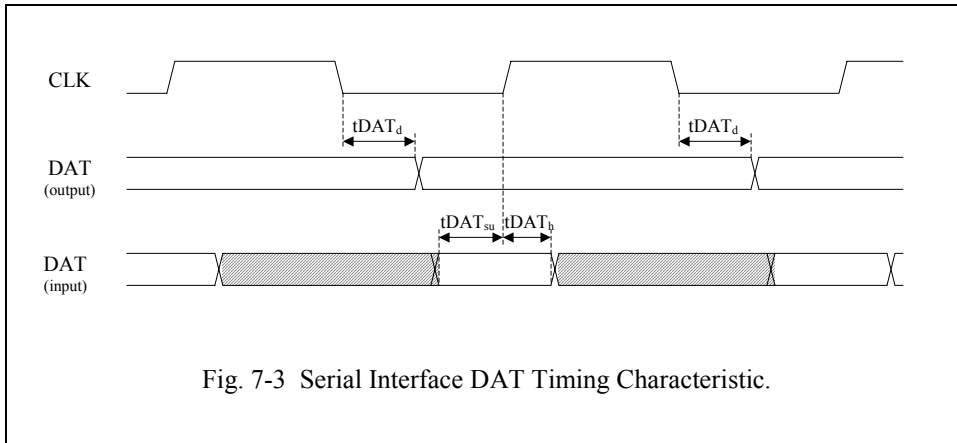 CLK
tDATd tDATd
DAT
(output)
tDATsu tDATh
DAT
(input)
Fig. 7-3 Serial Interface DAT Timing Characteristic.